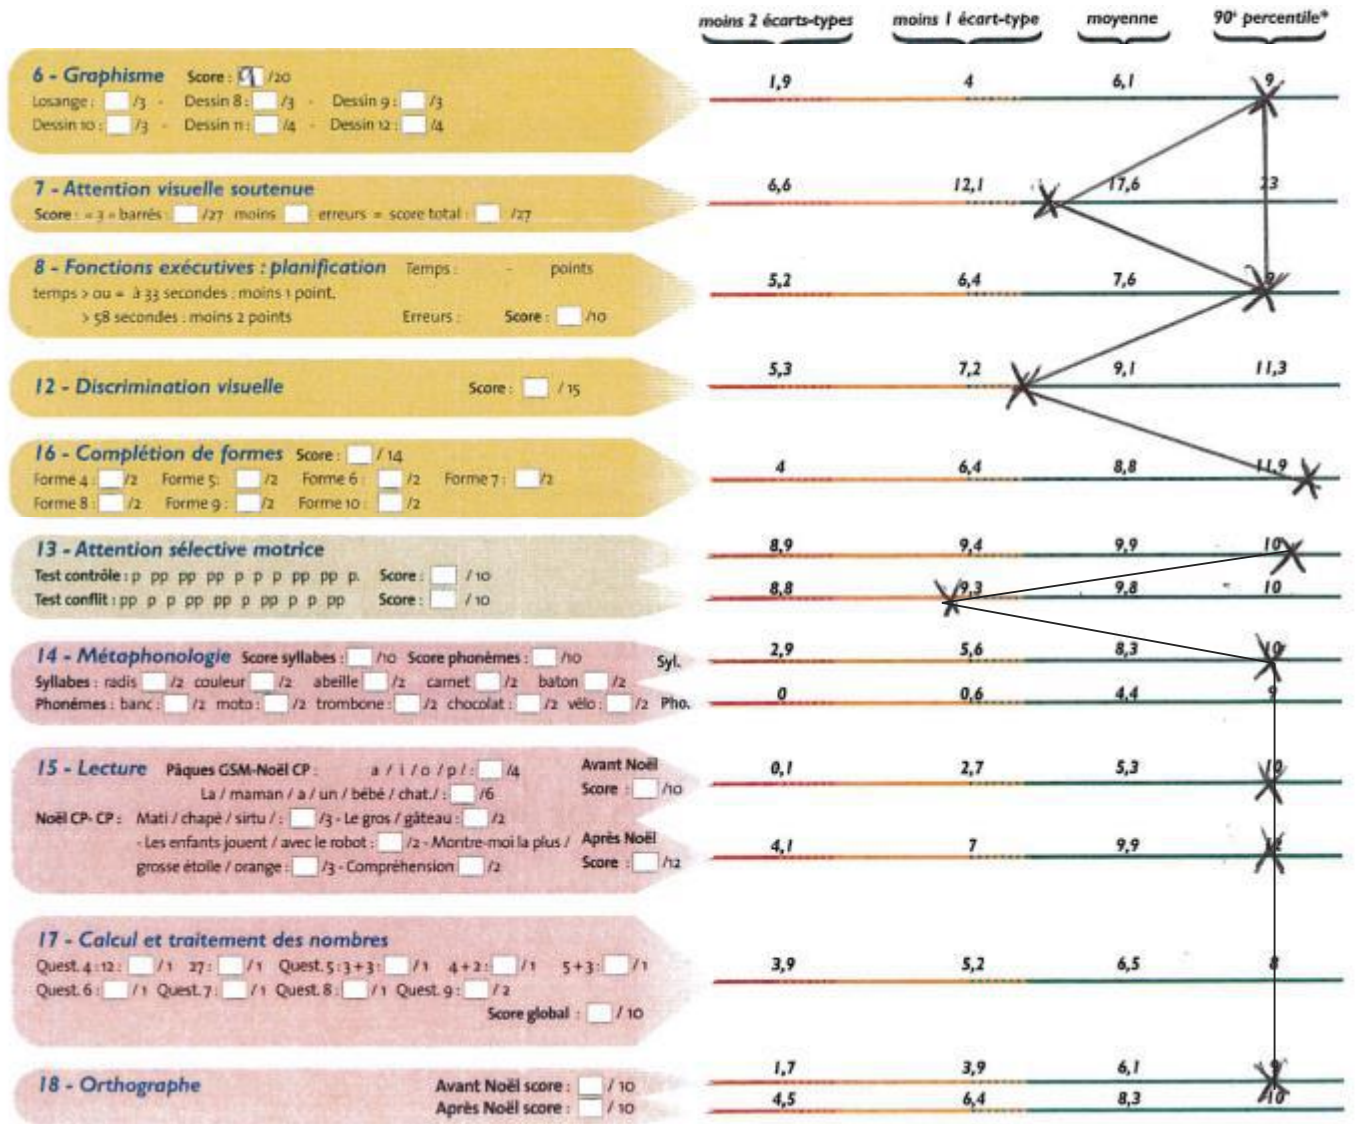 moins 2 écarts-types moins 1 écart-type moyenne 90e percentile*
6 - Graphisme Score : 9 /20
1,9 4 6,1 9
Losange : /3 - Dessin 8 : /3 - Dessin 9 : /3
Dessin 10 : /3 - Dessin 11 : /4 - Dessin 12 : /4
7 - Attention visuelle soutenue
6,6 12,1 17,6 23
Score : « 3 » barrés /27 moins erreurs = score total : /27
8 - Fonctions exécutives : planification Temps : - points
5,2 6,4 7,6 9
temps > ou = à 33 secondes : moins 1 point,
> 58 secondes : moins 2 points Erreurs : Score : /10
12 - Discrimination visuelle Score : / 15
5,3 7,2 9,1 11,3
16 - Complétion de formes Score : / 14
4 6,4 8,8 11,9
Forme 4 : /2 Forme 5 : /2 Forme 6 : /2 Forme 7 : /2
Forme 8 : /2 Forme 9 : /2 Forme 10 : /2
13 - Attention sélective motrice
8,9 9,4 9,9 10
Test contrôle : p pp pp pp p p p pp pp p. Score : / 10
Test conflit : pp p p pp pp p pp p p pp Score : / 10
8,8 9,3 9,8 10
14 - Métaphonologie Score syllabes : /10 Score phonèmes : /10 Syl.
2,9 5,6 8,3 10
Syllabes : radis /2 couleur /2 abeille /2 carnet /2 baton /2
Phonémes : banc : /2 moto : /2 trombone : /2 chocolat : /2 vélo : /2 Pho.
0 0,6 4,4 9
15 - Lecture Pâques GSM-Noël CP : a / i / o / p / : /4 Avant Noël
0,1 2,7 5,3 10
La / maman / a / un / bébé / chat./ : /6 Score : /10
Noël CP- CP : Mati / chapé / sirtu / : /3 - Le gros / gâteau : /2
- Les enfants jouent / avec le robot : /2 - Montre-moi la plus / Après Noël
4,1 7 9,9 12
grosse étoile / orange : /3 - Compréhension /2 Score : /12
17 - Calcul et traitement des nombres
Quest. 4 : 12 : /1 27 : /1 Quest. 5 : 3 + 3 : /1 4 + 2 : /1 5 + 3 : /1
3,9 5,2 6,5 8
Quest. 6 : /1 Quest. 7 : /1 Quest. 8 : /1 Quest. 9 : /2
Score global : / 10
1,7 3,9 6,1 9
18 - Orthographe Avant Noël score : / 10
Après Noël score : / 10
4,5 6,4 8,3 10